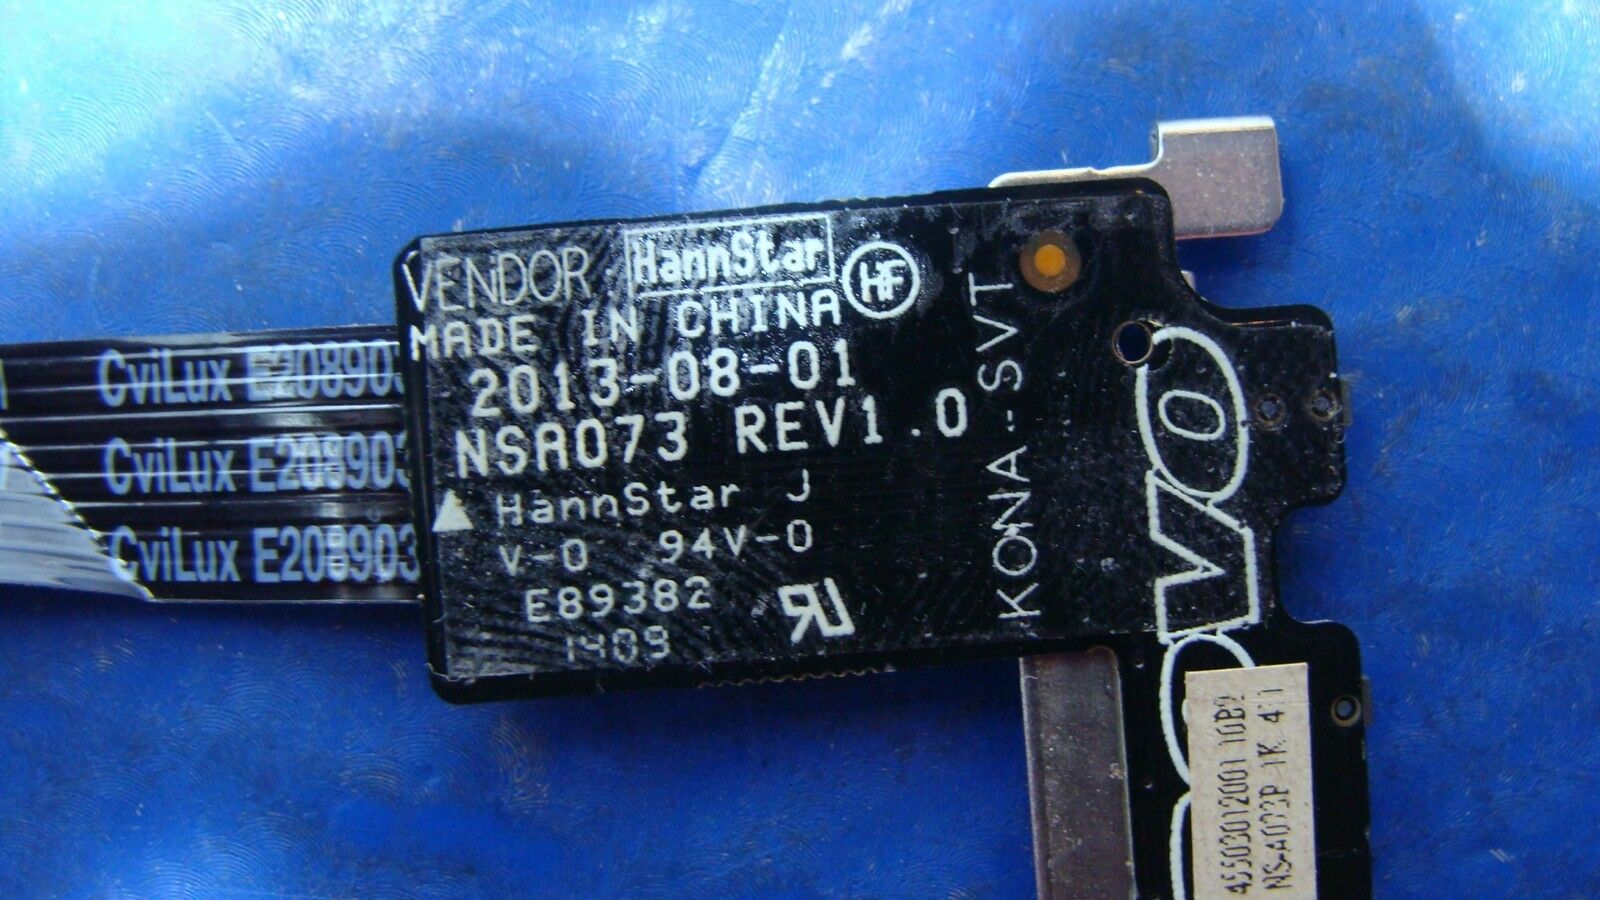 VENDOR HannStar HF
MADE IN CHINA
2013-08-01
NSA073 REV1.0
HannStar J
V-0 94V-0
E89382
1409
KONA-SVT
CviLux E208903
CviLux E208903
CviLux E208903
45503012001